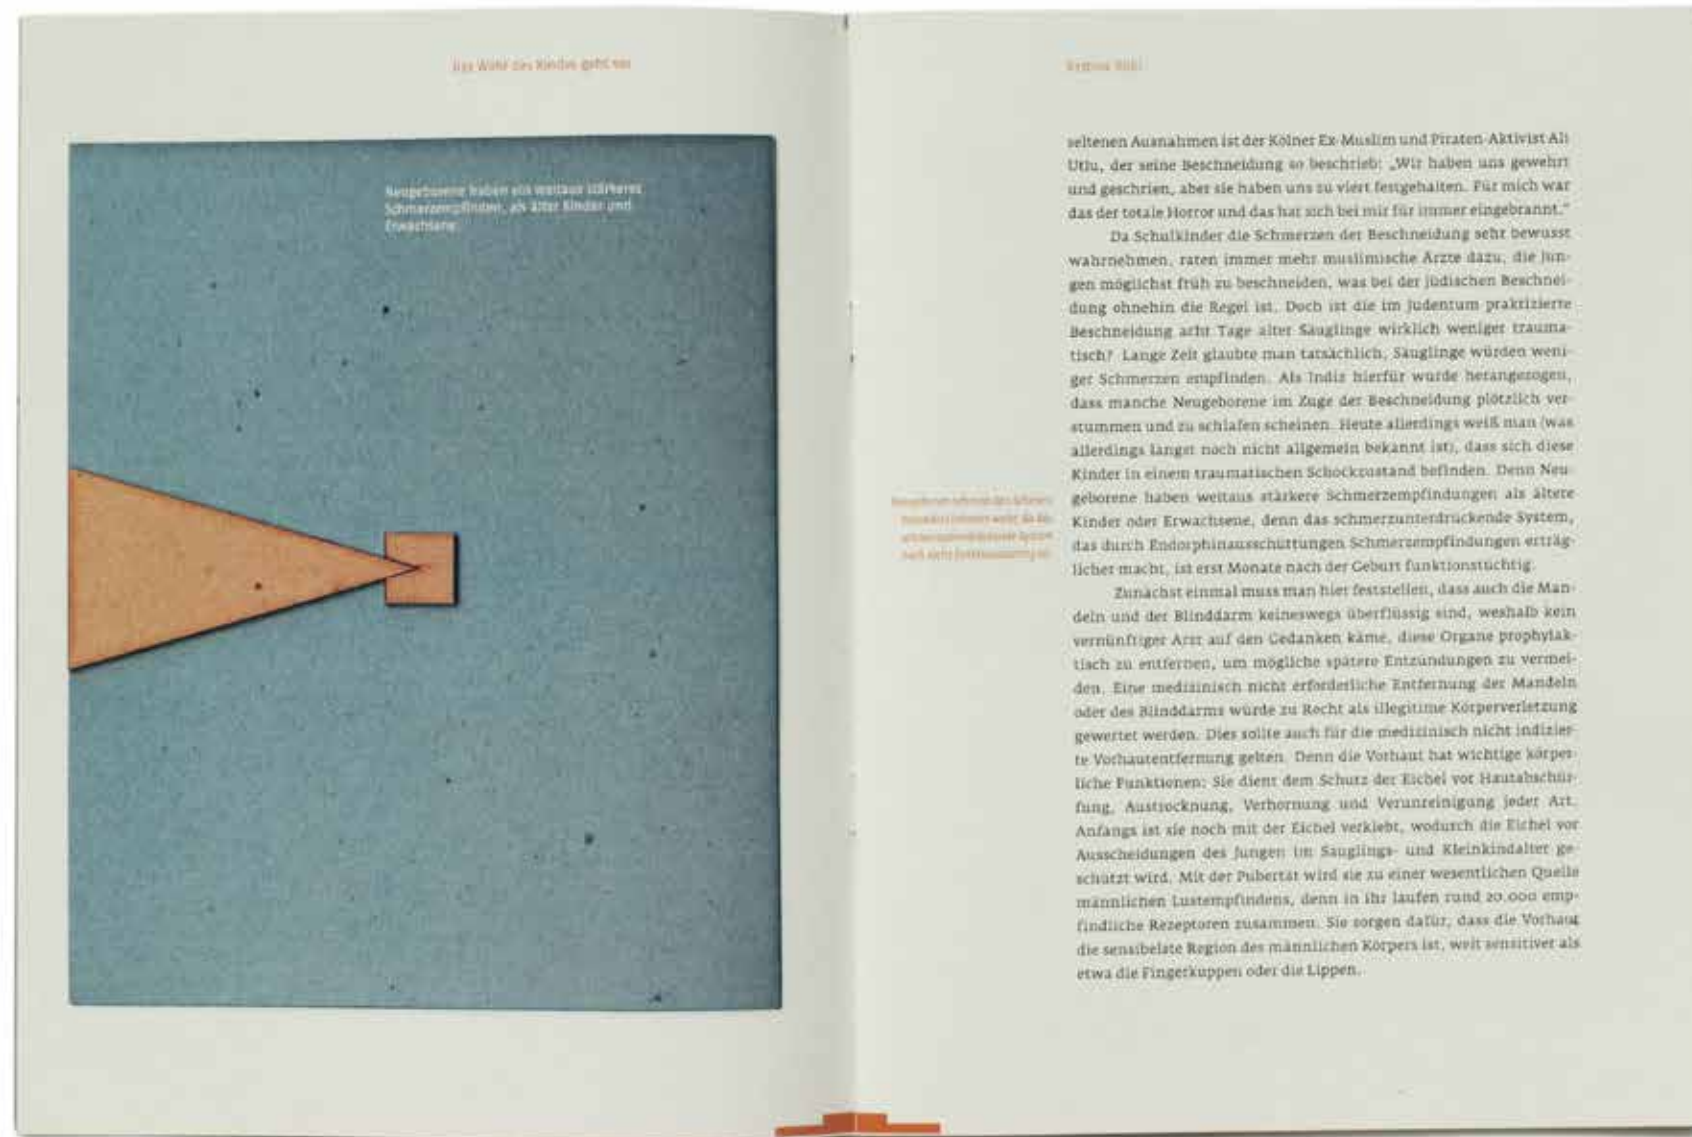 Das Wohl des Kindes geht vor
Neugeborene haben ein weitaus stärkeres
Schmerzempfinden, als älter Kinder und
Erwachsene.
seltenen Ausnahmen ist der Kölner Ex-Muslim und Piraten-Aktivist Ali
Utlu, der seine Beschneidung so beschrieb: „Wir haben uns gewehrt
und geschrien, aber sie haben uns zu viert festgehalten. Für mich war
das der totale Horror und das hat sich bei mir für immer eingebrannt.“
Da Schulkinder die Schmerzen der Beschneidung sehr bewusst
wahrnehmen, raten immer mehr muslimische Ärzte dazu, die Jun-
gen möglichst früh zu beschneiden, was bei der jüdischen Beschnei-
dung ohnehin die Regel ist. Doch ist die im Judentum praktizierte
Beschneidung acht Tage alter Säuglinge wirklich weniger trauma-
tisch? Lange Zeit glaubte man tatsächlich, Säuglinge würden weni-
ger Schmerzen empfinden. Als Indiz hierfür wurde herangezogen,
dass manche Neugeborene im Zuge der Beschneidung plötzlich ver-
stummen und zu schlafen scheinen. Heute allerdings weiß man (was
allerdings längst noch nicht allgemein bekannt ist), dass sich diese
Kinder in einem traumatischen Schockzustand befinden. Denn Neu-
geborene haben weitaus stärkere Schmerzempfindungen als ältere
Kinder oder Erwachsene, denn das schmerzunterdrückende System,
das durch Endorphinausschüttungen Schmerzempfindungen erträg-
licher macht, ist erst Monate nach der Geburt funktionstüchtig.
Zunächst einmal muss man hier feststellen, dass auch die Man-
deln und der Blinddarm keineswegs überflüssig sind, weshalb kein
vernünftiger Arzt auf den Gedanken käme, diese Organe prophylak-
tisch zu entfernen, um mögliche spätere Entzündungen zu vermei-
den. Eine medizinisch nicht erforderliche Entfernung der Mandeln
oder des Blinddarms würde zu Recht als illegitime Körperverletzung
gewertet werden. Dies sollte auch für die medizinisch nicht indizier-
te Vorhautentfernung gelten. Denn die Vorhaut hat wichtige körper-
liche Funktionen: Sie dient dem Schutz der Eichel vor Hautabschür-
fung, Austrocknung, Verhornung und Verunreinigung jeder Art.
Anfangs ist sie noch mit der Eichel verklebt, wodurch die Eichel vor
Ausscheidungen des Jungen im Säuglings- und Kleinkindalter ge-
schützt wird. Mit der Pubertät wird sie zu einer wesentlichen Quelle
männlichen Lustempfindens, denn in ihr laufen rund 20.000 emp-
findliche Rezeptoren zusammen. Sie sorgen dafür, dass die Vorhaut
die sensibelste Region des männlichen Körpers ist, weit sensitiver als
etwa die Fingerkuppen oder die Lippen.